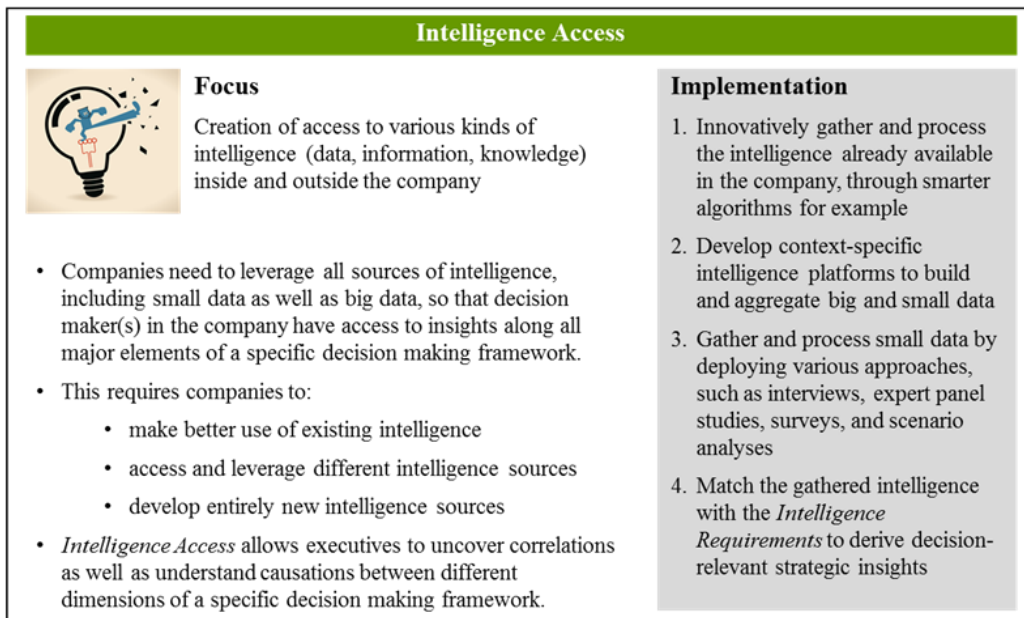 Intelligence Access
Focus
Creation of access to various kinds of
intelligence (data, information, knowledge)
inside and outside the company
• Companies need to leverage all sources of intelligence,
including small data as well as big data, so that decision
maker(s) in the company have access to insights along all
major elements of a specific decision making framework.
• This requires companies to:
• make better use of existing intelligence
• access and leverage different intelligence sources
• develop entirely new intelligence sources
• Intelligence Access allows executives to uncover correlations
as well as understand causations between different
dimensions of a specific decision making framework.
Implementation
1. Innovatively gather and process
the intelligence already available
in the company, through smarter
algorithms for example
2. Develop context-specific
intelligence platforms to build
and aggregate big and small data
3. Gather and process small data by
deploying various approaches,
such as interviews, expert panel
studies, surveys, and scenario
analyses
4. Match the gathered intelligence
with the Intelligence
Requirements to derive decision-
relevant strategic insights